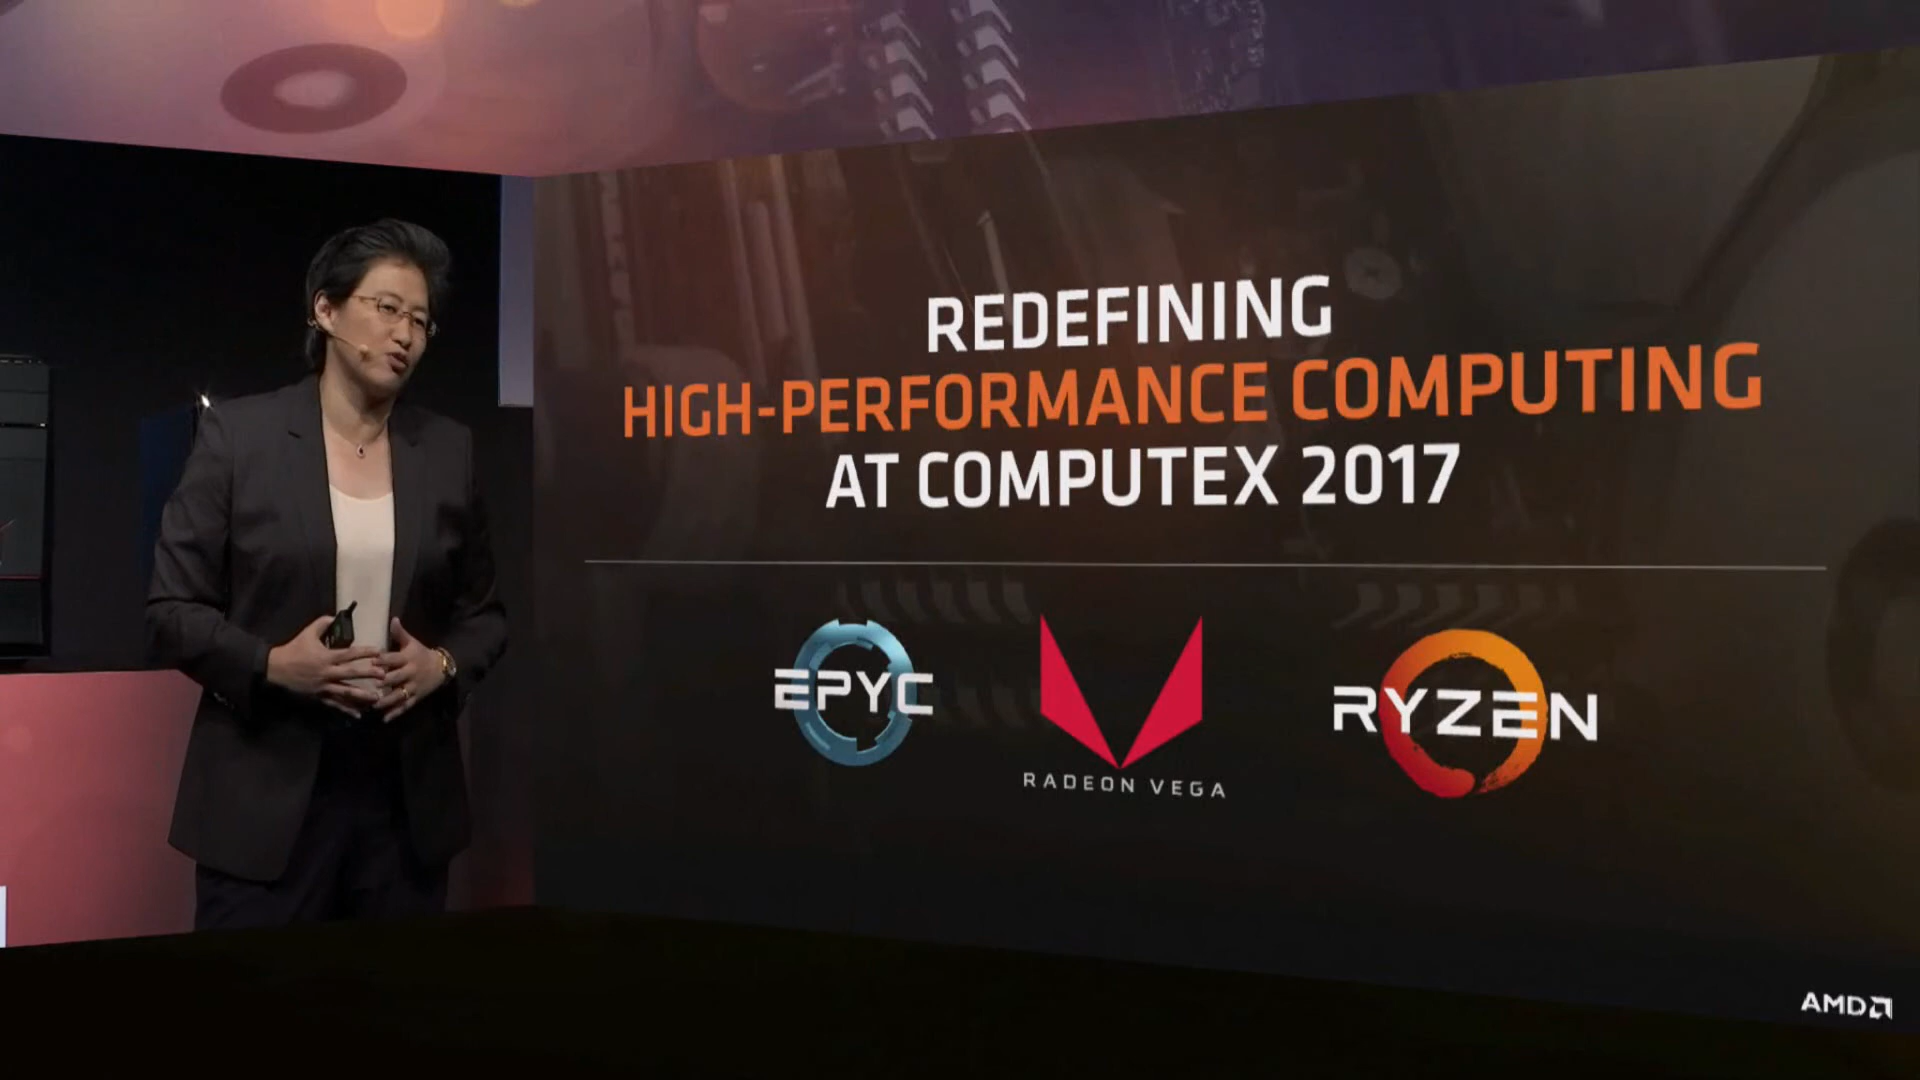 REDEFINING
HIGH-PERFORMANCE COMPUTING
AT COMPUTEX 2017
EPYC
RADEON VEGA
RYZEN
AMD